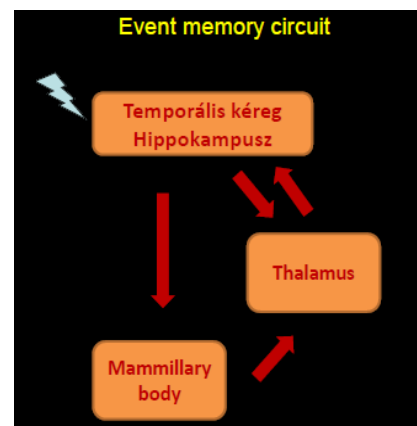 Event memory circuit
Temporális kéreg
Hippokampusz
Thalamus
Mammillary
body